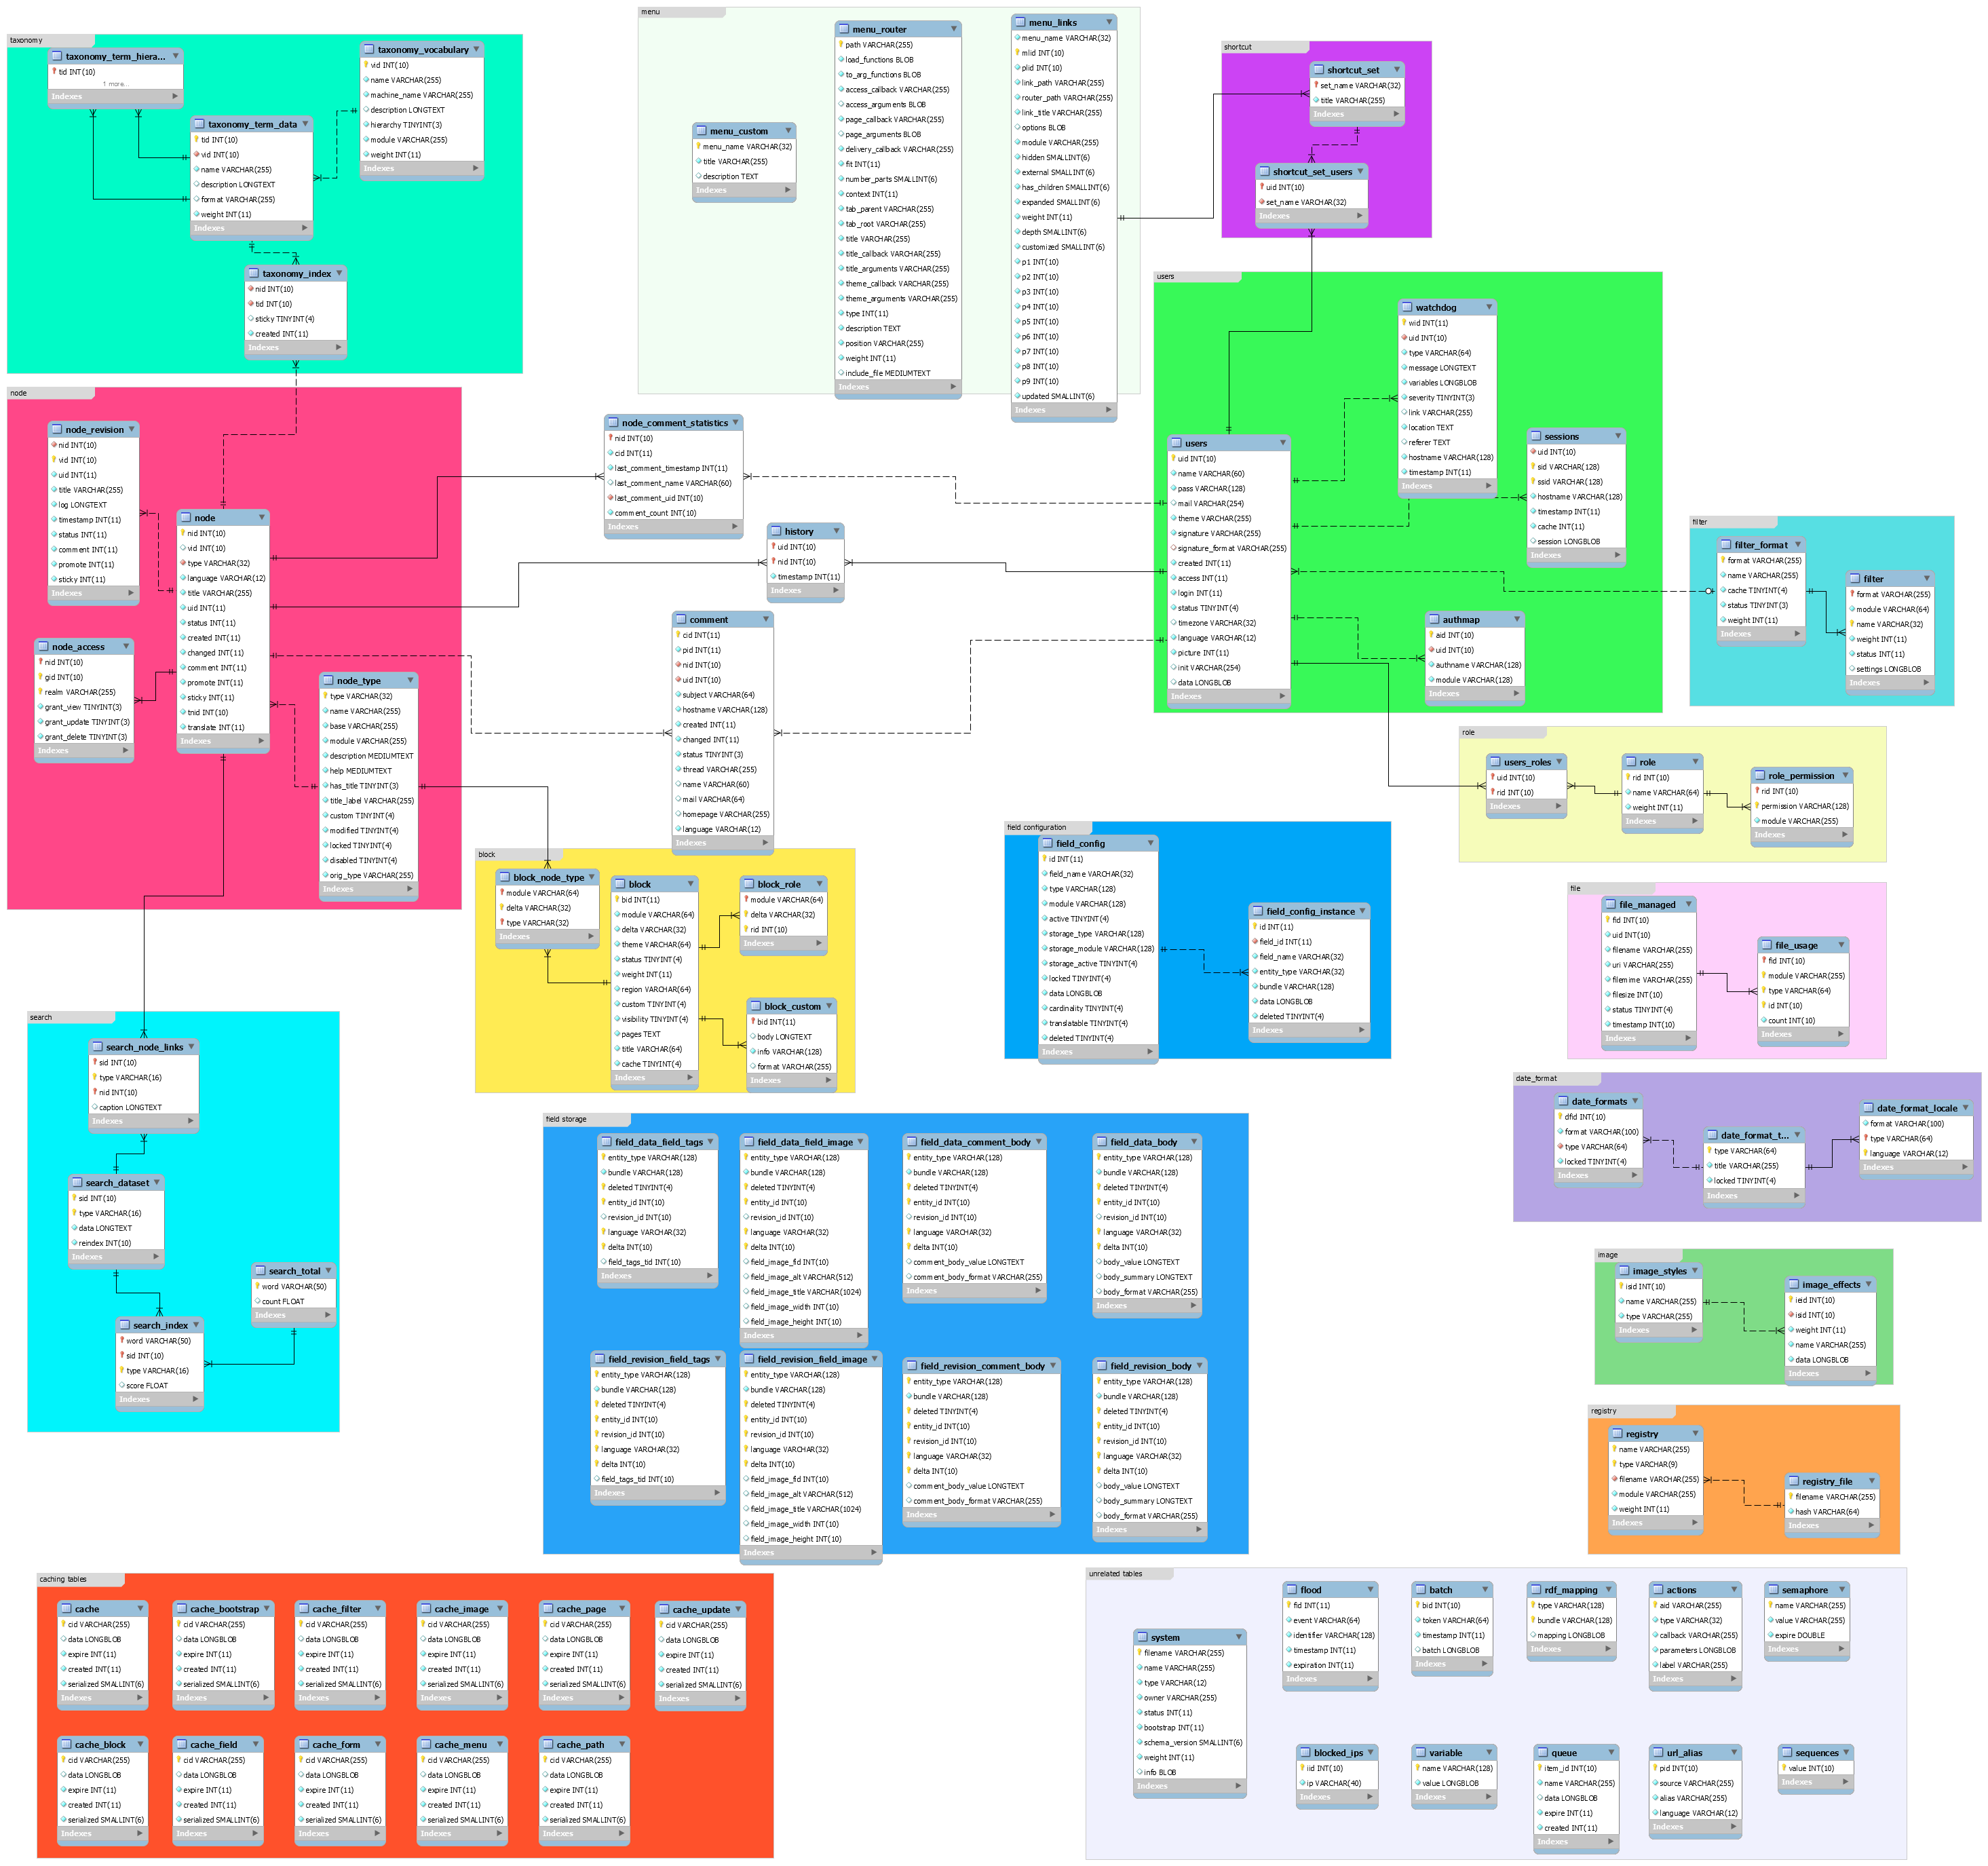 taxonomy
taxonomy_term_hiera...
tid INT(10)
1 more...
Indexes
taxonomy_vocabulary
vid INT(10)
name VARCHAR(255)
machine_name VARCHAR(255)
description LONGTEXT
hierarchy TINYINT(3)
module VARCHAR(255)
weight INT(11)
Indexes
taxonomy_term_data
tid INT(10)
vid INT(10)
name VARCHAR(255)
description LONGTEXT
format VARCHAR(255)
weight INT(11)
Indexes
taxonomy_index
nid INT(10)
tid INT(10)
sticky TINYINT(4)
created INT(11)
Indexes
menu
menu_custom
menu_name VARCHAR(32)
title VARCHAR(255)
description TEXT
Indexes
menu_router
path VARCHAR(255)
load_functions BLOB
to_arg_functions BLOB
access_callback VARCHAR(255)
access_arguments BLOB
page_callback VARCHAR(255)
page_arguments BLOB
delivery_callback VARCHAR(255)
fit INT(11)
number_parts SMALLINT(6)
context INT(11)
tab_parent VARCHAR(255)
tab_root VARCHAR(255)
title VARCHAR(255)
title_callback VARCHAR(255)
title_arguments VARCHAR(255)
theme_callback VARCHAR(255)
theme_arguments VARCHAR(255)
type INT(11)
description TEXT
position VARCHAR(255)
weight INT(11)
include_file MEDIUMTEXT
Indexes
menu_links
menu_name VARCHAR(32)
mlid INT(10)
plid INT(10)
link_path VARCHAR(255)
router_path VARCHAR(255)
link_title VARCHAR(255)
options BLOB
module VARCHAR(255)
hidden SMALLINT(6)
external SMALLINT(6)
has_children SMALLINT(6)
expanded SMALLINT(6)
weight INT(11)
depth SMALLINT(6)
customized SMALLINT(6)
p1 INT(10)
p2 INT(10)
p3 INT(10)
p4 INT(10)
p5 INT(10)
p6 INT(10)
p7 INT(10)
p8 INT(10)
p9 INT(10)
updated SMALLINT(6)
Indexes
shortcut
shortcut_set
set_name VARCHAR(32)
title VARCHAR(255)
Indexes
shortcut_set_users
uid INT(10)
set_name VARCHAR(32)
Indexes
users
watchdog
wid INT(11)
uid INT(10)
type VARCHAR(64)
message LONGTEXT
variables LONGBLOB
severity TINYINT(3)
link VARCHAR(255)
location TEXT
referer TEXT
hostname VARCHAR(128)
timestamp INT(11)
Indexes
users
uid INT(10)
name VARCHAR(60)
pass VARCHAR(128)
mail VARCHAR(254)
theme VARCHAR(255)
signature VARCHAR(255)
signature_format VARCHAR(255)
created INT(11)
access INT(11)
login INT(11)
status TINYINT(4)
timezone VARCHAR(32)
language VARCHAR(12)
picture INT(11)
init VARCHAR(254)
data LONGBLOB
Indexes
sessions
uid INT(10)
sid VARCHAR(128)
ssid VARCHAR(128)
hostname VARCHAR(128)
timestamp INT(11)
cache INT(11)
session LONGBLOB
Indexes
authmap
aid INT(10)
uid INT(10)
authname VARCHAR(128)
module VARCHAR(128)
Indexes
node
node_revision
nid INT(10)
vid INT(10)
uid INT(11)
title VARCHAR(255)
log LONGTEXT
timestamp INT(11)
status INT(11)
comment INT(11)
promote INT(11)
sticky INT(11)
Indexes
node
nid INT(10)
vid INT(10)
type VARCHAR(32)
language VARCHAR(12)
title VARCHAR(255)
uid INT(11)
status INT(11)
created INT(11)
changed INT(11)
comment INT(11)
promote INT(11)
sticky INT(11)
tnid INT(10)
translate INT(11)
Indexes
node_access
nid INT(10)
gid INT(10)
realm VARCHAR(255)
grant_view TINYINT(3)
grant_update TINYINT(3)
grant_delete TINYINT(3)
Indexes
node_type
type VARCHAR(32)
name VARCHAR(255)
base VARCHAR(255)
module VARCHAR(255)
description MEDIUMTEXT
help MEDIUMTEXT
has_title TINYINT(3)
title_label VARCHAR(255)
custom TINYINT(4)
modified TINYINT(4)
locked TINYINT(4)
disabled TINYINT(4)
orig_type VARCHAR(255)
Indexes
node_comment_statistics
nid INT(10)
cid INT(11)
last_comment_timestamp INT(11)
last_comment_name VARCHAR(60)
last_comment_uid INT(10)
comment_count INT(10)
Indexes
history
uid INT(10)
nid INT(10)
timestamp INT(11)
Indexes
comment
cid INT(11)
pid INT(11)
nid INT(10)
uid INT(10)
subject VARCHAR(64)
hostname VARCHAR(128)
created INT(11)
changed INT(11)
status TINYINT(3)
thread VARCHAR(255)
name VARCHAR(60)
mail VARCHAR(64)
homepage VARCHAR(255)
language VARCHAR(12)
Indexes
filter
filter_format
format VARCHAR(255)
name VARCHAR(255)
cache TINYINT(4)
status TINYINT(3)
weight INT(11)
Indexes
filter
format VARCHAR(255)
module VARCHAR(64)
name VARCHAR(32)
weight INT(11)
status INT(11)
settings LONGBLOB
Indexes
role
users_roles
uid INT(10)
rid INT(10)
Indexes
role
rid INT(10)
name VARCHAR(64)
weight INT(11)
Indexes
role_permission
rid INT(10)
permission VARCHAR(128)
module VARCHAR(255)
Indexes
block
block_node_type
module VARCHAR(64)
delta VARCHAR(32)
type VARCHAR(32)
Indexes
block
bid INT(11)
module VARCHAR(64)
delta VARCHAR(32)
theme VARCHAR(64)
status TINYINT(4)
weight INT(11)
region VARCHAR(64)
custom TINYINT(4)
visibility TINYINT(4)
pages TEXT
title VARCHAR(64)
cache TINYINT(4)
Indexes
block_role
module VARCHAR(64)
delta VARCHAR(32)
rid INT(10)
Indexes
block_custom
bid INT(11)
body LONGTEXT
info VARCHAR(128)
format VARCHAR(255)
Indexes
field configuration
field_config
id INT(11)
field_name VARCHAR(32)
type VARCHAR(128)
module VARCHAR(128)
active TINYINT(4)
storage_type VARCHAR(128)
storage_module VARCHAR(128)
storage_active TINYINT(4)
locked TINYINT(4)
data LONGBLOB
cardinality TINYINT(4)
translatable TINYINT(4)
deleted TINYINT(4)
Indexes
field_config_instance
id INT(11)
field_id INT(11)
field_name VARCHAR(32)
entity_type VARCHAR(32)
bundle VARCHAR(128)
data LONGBLOB
deleted TINYINT(4)
Indexes
file
file_managed
fid INT(10)
uid INT(10)
filename VARCHAR(255)
uri VARCHAR(255)
filemime VARCHAR(255)
filesize INT(10)
status TINYINT(4)
timestamp INT(10)
Indexes
file_usage
fid INT(10)
module VARCHAR(255)
type VARCHAR(64)
id INT(10)
count INT(10)
Indexes
search
search_node_links
sid INT(10)
type VARCHAR(16)
nid INT(10)
caption LONGTEXT
Indexes
search_dataset
sid INT(10)
type VARCHAR(16)
data LONGTEXT
reindex INT(10)
Indexes
search_total
word VARCHAR(50)
count FLOAT
Indexes
search_index
word VARCHAR(50)
sid INT(10)
type VARCHAR(16)
score FLOAT
Indexes
date_format
date_formats
dfid INT(10)
format VARCHAR(100)
type VARCHAR(64)
locked TINYINT(4)
Indexes
date_format_t...
type VARCHAR(64)
title VARCHAR(255)
locked TINYINT(4)
Indexes
date_format_locale
format VARCHAR(100)
type VARCHAR(64)
language VARCHAR(12)
Indexes
field storage
field_data_field_tags
entity_type VARCHAR(128)
bundle VARCHAR(128)
deleted TINYINT(4)
entity_id INT(10)
revision_id INT(10)
language VARCHAR(32)
delta INT(10)
field_tags_tid INT(10)
Indexes
field_data_field_image
entity_type VARCHAR(128)
bundle VARCHAR(128)
deleted TINYINT(4)
entity_id INT(10)
revision_id INT(10)
language VARCHAR(32)
delta INT(10)
field_image_fid INT(10)
field_image_alt VARCHAR(512)
field_image_title VARCHAR(1024)
field_image_width INT(10)
field_image_height INT(10)
Indexes
field_data_comment_body
entity_type VARCHAR(128)
bundle VARCHAR(128)
deleted TINYINT(4)
entity_id INT(10)
revision_id INT(10)
language VARCHAR(32)
delta INT(10)
comment_body_value LONGTEXT
comment_body_format VARCHAR(255)
Indexes
field_data_body
entity_type VARCHAR(128)
bundle VARCHAR(128)
deleted TINYINT(4)
entity_id INT(10)
revision_id INT(10)
language VARCHAR(32)
delta INT(10)
body_value LONGTEXT
body_summary LONGTEXT
body_format VARCHAR(255)
Indexes
field_revision_field_tags
entity_type VARCHAR(128)
bundle VARCHAR(128)
deleted TINYINT(4)
entity_id INT(10)
revision_id INT(10)
language VARCHAR(32)
delta INT(10)
field_tags_tid INT(10)
Indexes
field_revision_field_image
entity_type VARCHAR(128)
bundle VARCHAR(128)
deleted TINYINT(4)
entity_id INT(10)
revision_id INT(10)
language VARCHAR(32)
delta INT(10)
field_image_fid INT(10)
field_image_alt VARCHAR(512)
field_image_title VARCHAR(1024)
field_image_width INT(10)
field_image_height INT(10)
Indexes
field_revision_comment_body
entity_type VARCHAR(128)
bundle VARCHAR(128)
deleted TINYINT(4)
entity_id INT(10)
revision_id INT(10)
language VARCHAR(32)
delta INT(10)
comment_body_value LONGTEXT
comment_body_format VARCHAR(255)
Indexes
field_revision_body
entity_type VARCHAR(128)
bundle VARCHAR(128)
deleted TINYINT(4)
entity_id INT(10)
revision_id INT(10)
language VARCHAR(32)
delta INT(10)
body_value LONGTEXT
body_summary LONGTEXT
body_format VARCHAR(255)
Indexes
image
image_styles
isid INT(10)
name VARCHAR(255)
type VARCHAR(255)
Indexes
image_effects
ieid INT(10)
isid INT(10)
weight INT(11)
name VARCHAR(255)
data LONGBLOB
Indexes
registry
registry
name VARCHAR(255)
type VARCHAR(9)
filename VARCHAR(255)
module VARCHAR(255)
weight INT(11)
Indexes
registry_file
filename VARCHAR(255)
hash VARCHAR(64)
Indexes
caching tables
cache
cid VARCHAR(255)
data LONGBLOB
expire INT(11)
created INT(11)
serialized SMALLINT(6)
Indexes
cache_bootstrap
cid VARCHAR(255)
data LONGBLOB
expire INT(11)
created INT(11)
serialized SMALLINT(6)
Indexes
cache_filter
cid VARCHAR(255)
data LONGBLOB
expire INT(11)
created INT(11)
serialized SMALLINT(6)
Indexes
cache_image
cid VARCHAR(255)
data LONGBLOB
expire INT(11)
created INT(11)
serialized SMALLINT(6)
Indexes
cache_page
cid VARCHAR(255)
data LONGBLOB
expire INT(11)
created INT(11)
serialized SMALLINT(6)
Indexes
cache_update
cid VARCHAR(255)
data LONGBLOB
expire INT(11)
created INT(11)
serialized SMALLINT(6)
Indexes
cache_block
cid VARCHAR(255)
data LONGBLOB
expire INT(11)
created INT(11)
serialized SMALLINT(6)
Indexes
cache_field
cid VARCHAR(255)
data LONGBLOB
expire INT(11)
created INT(11)
serialized SMALLINT(6)
Indexes
cache_form
cid VARCHAR(255)
data LONGBLOB
expire INT(11)
created INT(11)
serialized SMALLINT(6)
Indexes
cache_menu
cid VARCHAR(255)
data LONGBLOB
expire INT(11)
created INT(11)
serialized SMALLINT(6)
Indexes
cache_path
cid VARCHAR(255)
data LONGBLOB
expire INT(11)
created INT(11)
serialized SMALLINT(6)
Indexes
unrelated tables
system
filename VARCHAR(255)
name VARCHAR(255)
type VARCHAR(12)
owner VARCHAR(255)
status INT(11)
bootstrap INT(11)
schema_version SMALLINT(6)
weight INT(11)
info BLOB
Indexes
flood
fid INT(11)
event VARCHAR(64)
identifier VARCHAR(128)
timestamp INT(11)
expiration INT(11)
Indexes
batch
bid INT(10)
token VARCHAR(64)
timestamp INT(11)
batch LONGBLOB
Indexes
rdf_mapping
type VARCHAR(128)
bundle VARCHAR(128)
mapping LONGBLOB
Indexes
actions
aid VARCHAR(255)
type VARCHAR(32)
callback VARCHAR(255)
parameters LONGBLOB
label VARCHAR(255)
Indexes
semaphore
name VARCHAR(255)
value VARCHAR(255)
expire DOUBLE
Indexes
blocked_ips
iid INT(10)
ip VARCHAR(40)
Indexes
variable
name VARCHAR(128)
value LONGBLOB
Indexes
queue
item_id INT(10)
name VARCHAR(255)
data LONGBLOB
expire INT(11)
created INT(11)
Indexes
url_alias
pid INT(10)
source VARCHAR(255)
alias VARCHAR(255)
language VARCHAR(12)
Indexes
sequences
value INT(10)
Indexes